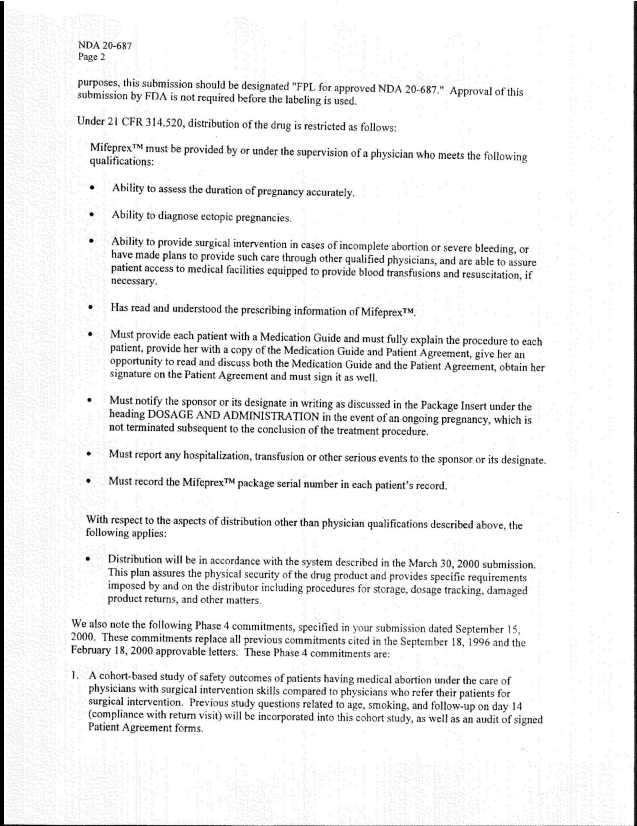 NDA 20-687
Page 2
purposes, this submission should be designated "FPL for approved NDA 20-687." Approval of this
submission by FDA is not required before the labeling is used.
Under 21 CFR 314.520, distribution of the drug is restricted as follows:
Mifeprex™ must be provided by or under the supervision of a physician who meets the following
qualifications:
• Ability to assess the duration of pregnancy accurately.
• Ability to diagnose ectopic pregnancies.
• Ability to provide surgical intervention in cases of incomplete abortion or severe bleeding, or
have made plans to provide such care through other qualified physicians, and are able to assure
patient access to medical facilities equipped to provide blood transfusions and resuscitation, if
necessary.
• Has read and understood the prescribing information of Mifeprex™.
• Must provide each patient with a Medication Guide and must fully explain the procedure to each
patient, provide her with a copy of the Medication Guide and Patient Agreement, give her an
opportunity to read and discuss both the Medication Guide and the Patient Agreement, obtain her
signature on the Patient Agreement and must sign it as well.
• Must notify the sponsor or its designate in writing as discussed in the Package Insert under the
heading DOSAGE AND ADMINISTRATION in the event of an ongoing pregnancy, which is
not terminated subsequent to the conclusion of the treatment procedure.
• Must report any hospitalization, transfusion or other serious events to the sponsor or its designate.
• Must record the Mifeprex™ package serial number in each patient's record.
With respect to the aspects of distribution other than physician qualifications described above, the
following applies:
• Distribution will be in accordance with the system described in the March 30, 2000 submission.
This plan assures the physical security of the drug product and provides specific requirements
imposed by and on the distributor including procedures for storage, dosage tracking, damaged
product returns, and other matters.
We also note the following Phase 4 commitments, specified in your submission dated September 15,
2000. These commitments replace all previous commitments cited in the September 18, 1996 and the
February 18, 2000 approvable letters. These Phase 4 commitments are:
1. A cohort-based study of safety outcomes of patients having medical abortion under the care of
physicians with surgical intervention skills compared to physicians who refer their patients for
surgical intervention. Previous study questions related to age, smoking, and follow-up on day 14
(compliance with return visit) will be incorporated into this cohort study, as well as an audit of signed
Patient Agreement forms.